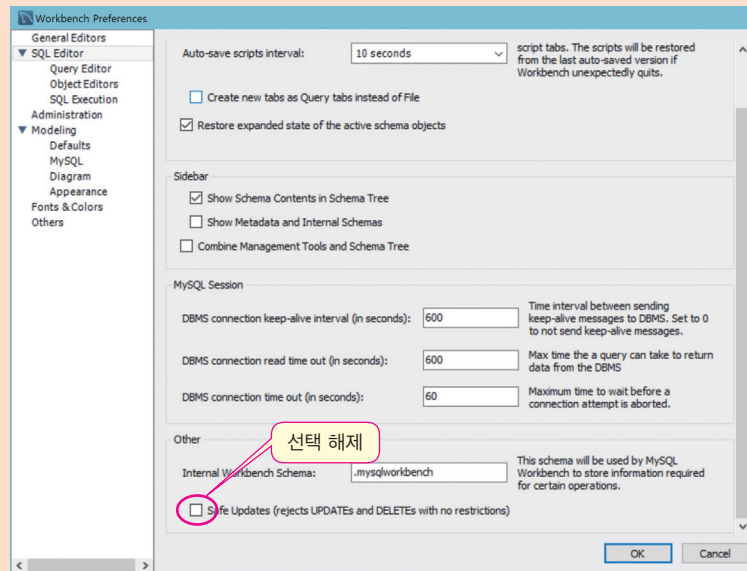 Workbench Preferences
General Editors
SQL Editor
Query Editor
Object Editors
SQL Execution
Administration
Modeling
Defaults
MySQL
Diagram
Appearance
Fonts & Colors
Others
Auto-save scripts interval:
10 seconds
script tabs. The scripts will be restored
from the last auto-saved version if
Workbench unexpectedly quits.
Create new tabs as Query tabs instead of File
Restore expanded state of the active schema objects
Sidebar
Show Schema Contents in Schema Tree
Show Metadata and Internal Schemas
Combine Management Tools and Schema Tree
MySQL Session
DBMS connection keep-alive interval (in seconds):
600
Time interval between sending
keep-alive messages to DBMS. Set to 0
to not send keep-alive messages.
DBMS connection read time out (in seconds):
600
Max time the a query can take to return
data from the DBMS
DBMS connection time out (in seconds):
60
Maximum time to wait before a
connection attempt is aborted.
Other
선택 해제
Internal Workbench Schema:
.mysqlworkbench
This schema will be used by MySQL
Workbench to store information required
for certain operations.
Safe Updates (rejects UPDATEs and DELETEs with no restrictions)
OK
Cancel